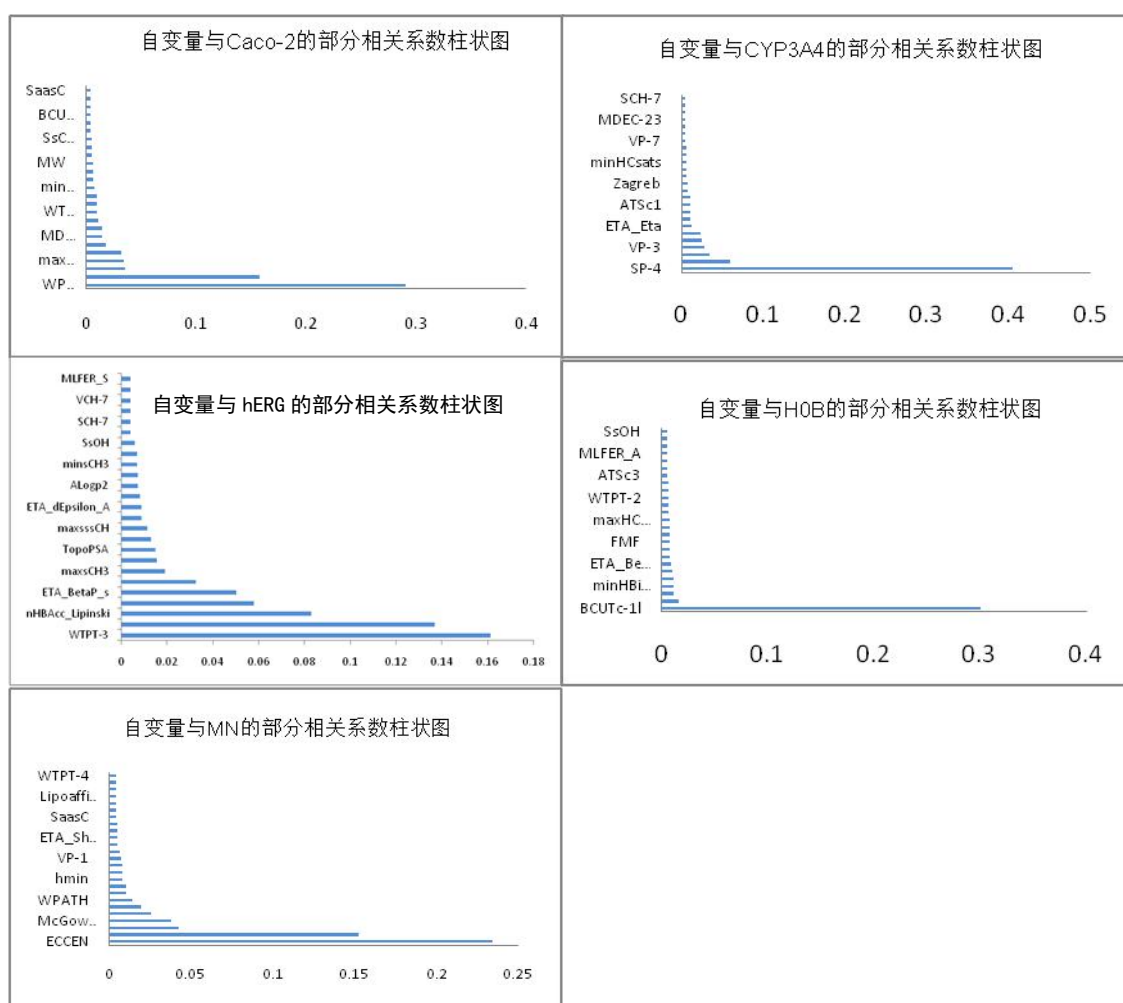 自变量与Caco-2的部分相关系数柱状图
SaasC
BCU..
SsC..
MW
min..
WT..
MD..
max..
WP..
0 0.1 0.2 0.3 0.4
自变量与CYP3A4的部分相关系数柱状图
SCH-7
MDEC-23
VP-7
minHCsats
Zagreb
ATSc1
ETA_Eta
VP-3
SP-4
0 0.1 0.2 0.3 0.4 0.5
自变量与 hERG 的部分相关系数柱状图
MLFER_S
VCH-7
SCH-7
SsOH
minsCH3
ALogp2
ETA_dEpsilon_A
maxsssCH
TopoPSA
maxsCH3
ETA_BetaP_s
nHBAcc_Lipinski
WTPT-3
0 0.02 0.04 0.06 0.08 0.1 0.12 0.14 0.16 0.18
自变量与H0B的部分相关系数柱状图
SsOH
MLFER_A
ATSc3
WTPT-2
maxHC...
FMF
ETA_Be...
minHBi...
BCUTc-1l
0 0.1 0.2 0.3 0.4
自变量与MN的部分相关系数柱状图
WTPT-4
Lipoaffi..
SaasC
ETA_Sh..
VP-1
hmin
WPATH
McGow..
ECCEN
0 0.05 0.1 0.15 0.2 0.25